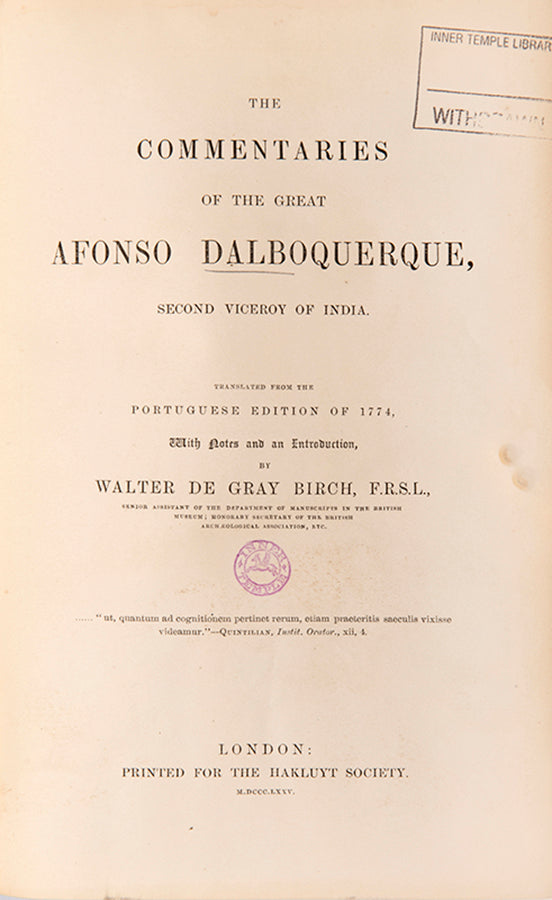 INNER TEMPLE LIBRAR
WITHDRAWN
THE
COMMENTARIES
OF THE GREAT
AFONSO DALBOQUERQUE,
SECOND VICEROY OF INDIA.
TRANSLATED FROM THE
PORTUGUESE EDITION OF 1774,
With Notes and an Introduction,
BY
WALTER DE GRAY BIRCH, F.R.S.L.,
SENIOR ASSISTANT OF THE DEPARTMENT OF MANUSCRIPTS IN THE BRITISH
MUSEUM; HONORARY SECRETARY OF THE BRITISH
ARCHÆOLOGICAL ASSOCIATION, ETC.
INNER
TEMPLE
...... "ut, quantum ad cognitionem pertinet rerum, etiam praeteritis saeculis vixisse
videamur."—QUINTILIAN, Instit. Orator., xii, 4.
LONDON:
PRINTED FOR THE HAKLUYT SOCIETY.
M.DCCC.LXXV.